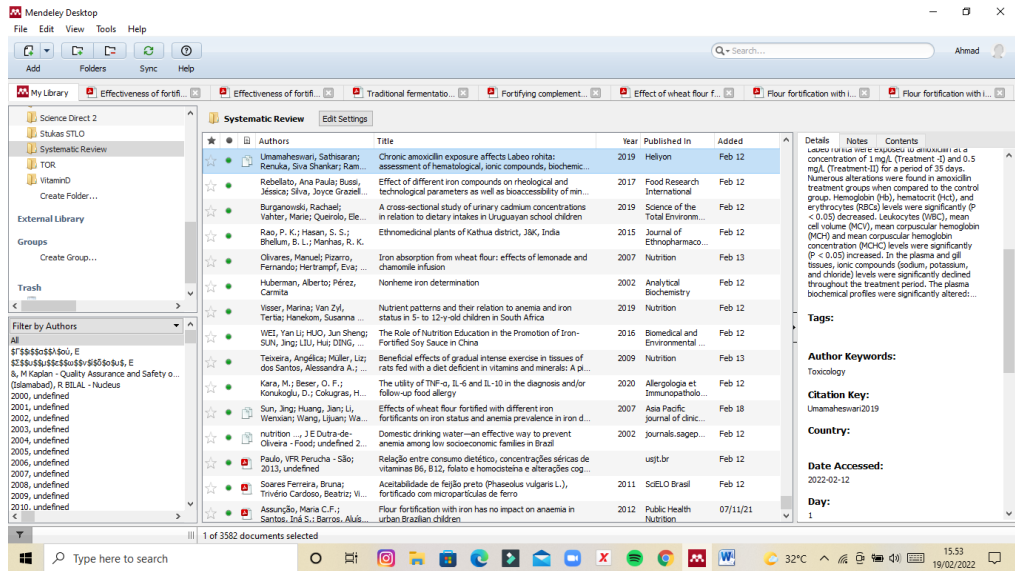 Mendeley Desktop
File Edit View Tools Help
Search...
Ahmad
Add Folders Sync Help
My Library Effectiveness of fortifi... Effectiveness of fortifi... Traditional fermentatio... Fortifying complement... Effect of wheat flour f... Flour fortification with i... Flour fortification with i...
Science Direct 2
Stukas STLO
Systematic Review
TOR
VitaminD
Create Folder...
External Library
Groups
Create Group...
Trash
Filter by Authors
All
&, M Kaplan - Quality Assurance and Safety o...
(Islamabad), R BILAL - Nucleus
2000, undefined
2001, undefined
2002, undefined
2003, undefined
2004, undefined
2005, undefined
2006, undefined
2007, undefined
2008, undefined
2009, undefined
2010, undefined
Systematic Review Edit Settings
Authors Title Year Published In Added
Umamaheswari, Sathisaran; Chronic amoxicillin exposure affects Labeo rohita: 2019 Heliyon Feb 12
Renuka, Siva Shankar; Ram... assessment of hematological, ionic compounds, biochemic...
Rebellato, Ana Paula; Bussi, Effect of different iron compounds on rheological and 2017 Food Research Feb 12
Jéssica; Silva, Joyce Graziell... technological parameters as well as bioaccessibility of min... International
Burganowski, Rachael; A cross-sectional study of urinary cadmium concentrations 2019 Science of the Feb 12
Vahter, Marie; Queirolo, Ele... in relation to dietary intakes in Uruguayan school children Total Environm...
Rao, P. K.; Hasan, S. S.; Ethnomedicinal plants of Kathua district, J&K, India 2015 Journal of Feb 12
Bhellum, B. L.; Manhas, R. K. Ethnopharmaco...
Olivares, Manuel; Pizarro, Iron absorption from wheat flour: effects of lemonade and 2007 Nutrition Feb 13
Fernando; Hertrampf, Eva; ... chamomile infusion
Huberman, Alberto; Pérez, Nonheme iron determination 2002 Analytical Feb 12
Carmita Biochemistry
Visser, Marina; Van Zyl, Nutrient patterns and their relation to anemia and iron 2019 Nutrition Feb 12
Tertia; Hanekom, Susanna ... status in 5- to 12-y-old children in South Africa
WEI, Yan Li; HUO, Jun Sheng; The Role of Nutrition Education in the Promotion of Iron- 2016 Biomedical and Feb 12
SUN, Jing; LIU, Hui; DING, ... Fortified Soy Sauce in China Environmental ...
Teixeira, Angélica; Müller, Liz; Beneficial effects of gradual intense exercise in tissues of 2009 Nutrition Feb 13
dos Santos, Alessandra A.; ... rats fed with a diet deficient in vitamins and minerals: A pi...
Kara, M.; Beser, O. F.; The utility of TNF-α, IL-6 and IL-10 in the diagnosis and/or 2020 Allergologia et Feb 12
Konukoglu, D.; Cokugras, H... follow-up food allergy Immunopatholo...
Sun, Jing; Huang, Jian; Li, Effects of wheat flour fortified with different iron 2007 Asia Pacific Feb 18
Wenxian; Wang, Lijuan; Wa... fortificants on iron status and anemia prevalence in iron d... journal of clinic...
nutrition ..., J E Dutra-de- Domestic drinking water—an effective way to prevent 2002 journals.sagep... Feb 12
Oliveira - Food; undefined 2... anemia among low socioeconomic families in Brazil
Paulo, VFR Perucha - São; Relação entre consumo dietético, concentrações séricas de usjt.br Feb 12
2013, undefined vitaminas B6, B12, folato e homocisteína e alterações cog...
Soares Ferreira, Bruna; Aceitabilidade de feijão preto (Phaseolus vulgaris L.), 2011 SciELO Brasil Feb 12
Trivério Cardoso, Beatriz; Vi... fortificado com micropartículas de ferro
Assunção, Maria C.F.; Flour fortification with iron has no impact on anaemia in 2012 Public Health 07/11/21
Santos, Iná S.; Barros, Aluís... urban Brazilian children Nutrition
Details Notes Contents
Labeo rohita were exposed to amoxicillin at a
concentration of 1 mg/L (Treatment -I) and 0.5
mg/L (Treatment-II) for a period of 35 days.
Numerous alterations were found in amoxicillin
treatment groups when compared to the control
group. Hemoglobin (Hb), hematocrit (Hct), and
erythrocytes (RBCs) levels were significantly (P
< 0.05) decreased. Leukocytes (WBC), mean
cell volume (MCV), mean corpuscular hemoglobin
(MCH) and mean corpuscular hemoglobin
concentration (MCHC) levels were significantly
(P < 0.05) increased. In the plasma and gill
tissues, ionic compounds (sodium, potassium,
and chloride) levels were significantly declined
throughout the treatment period. The plasma
biochemical profiles were significantly altered:...
Tags:
Author Keywords:
Toxicology
Citation Key:
Umamaheswari2019
Country:
Date Accessed:
2022-02-12
Day:
1
1 of 3582 documents selected
Type here to search
32°C
15.53
19/02/2022